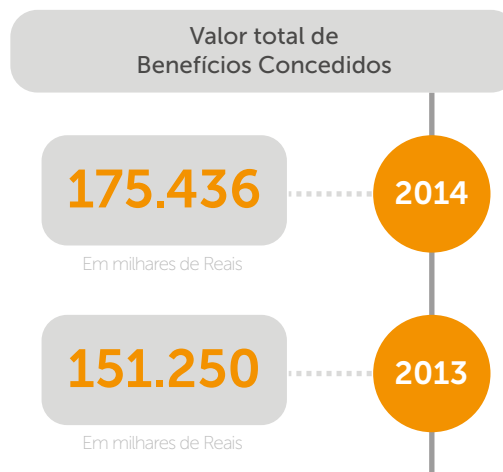 Valor total de
Benefícios Concedidos
175.436
2014
Em milhares de Reais
151.250
2013
Em milhares de Reais